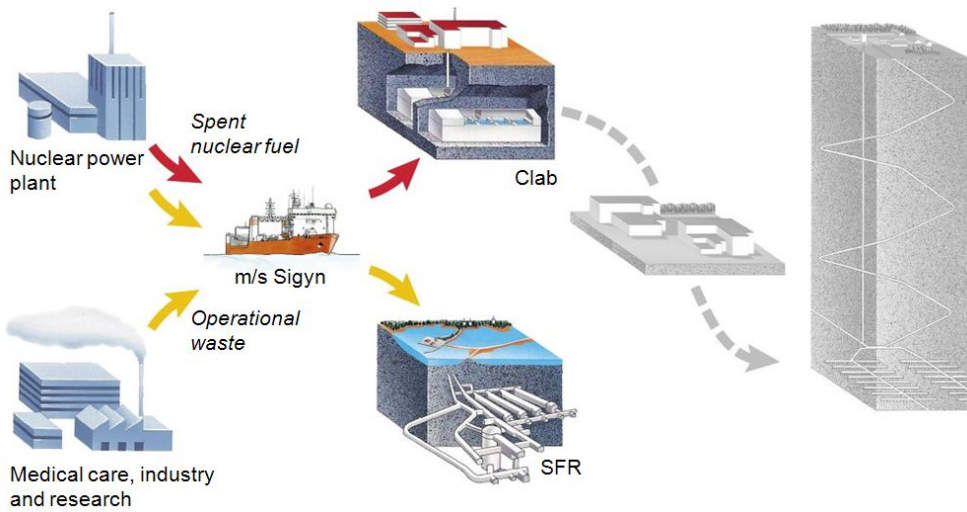 Nuclear power
plant
Spent
nuclear fuel
Clab
m/s Sigyn
Operational
waste
Medical care, industry
and research
SFR